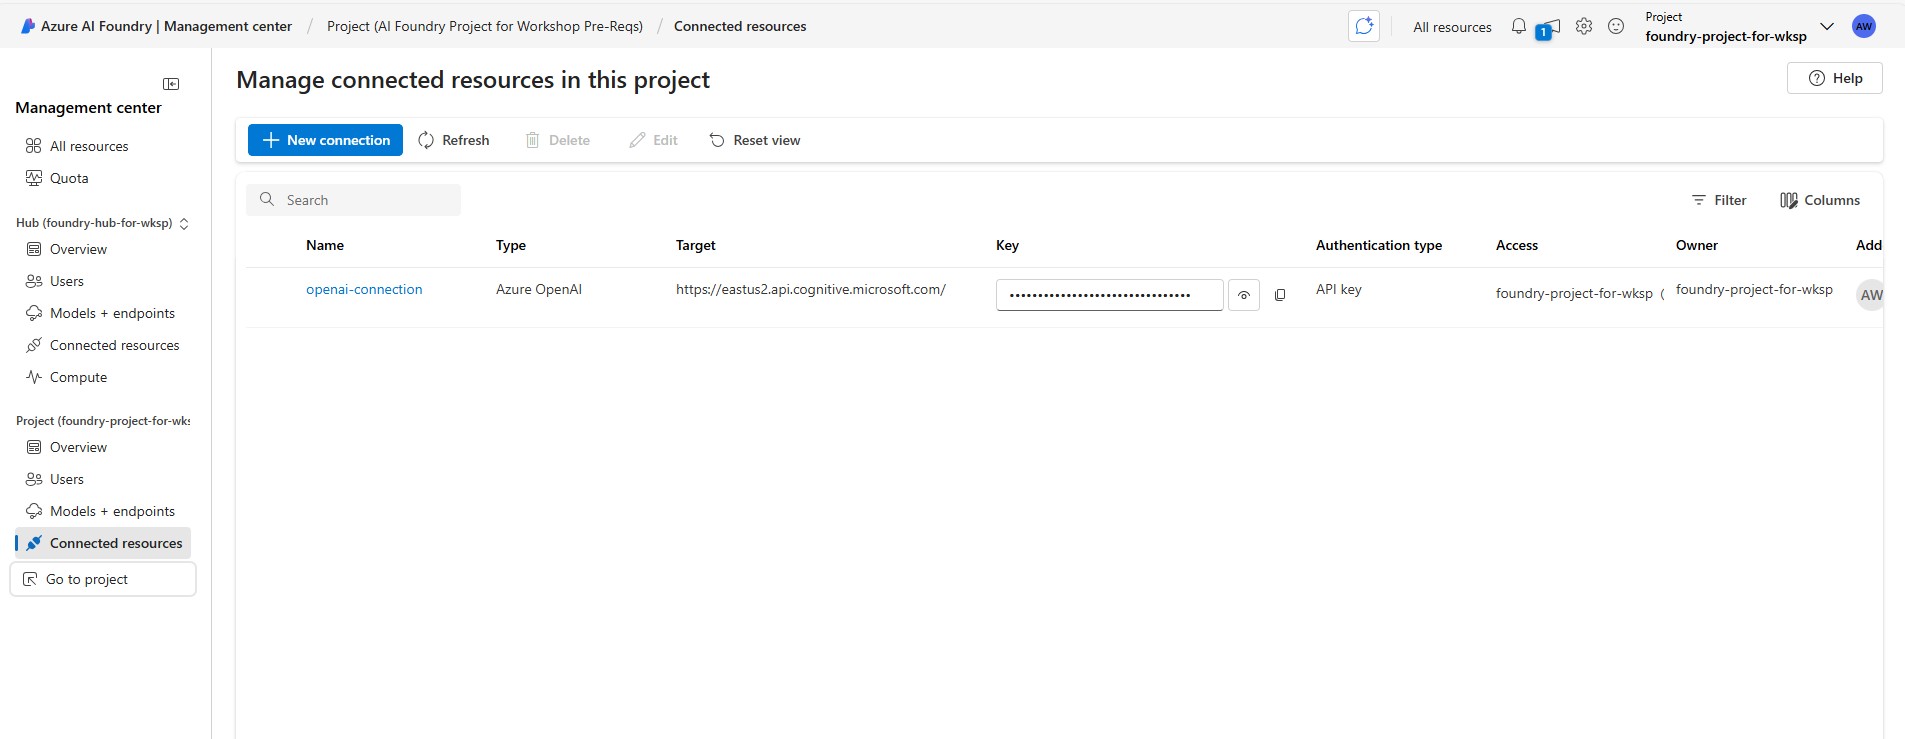 Azure AI Foundry | Management center / Project (AI Foundry Project for Workshop Pre-Reqs) / Connected resources
All resources
1
Project
foundry-project-for-wksp
AW
Management center
All resources
Quota
Hub (foundry-hub-for-wksp)
Overview
Users
Models + endpoints
Connected resources
Compute
Project (foundry-project-for-wks
Overview
Users
Models + endpoints
Connected resources
Go to project
Manage connected resources in this project
Help
New connection Refresh Delete Edit Reset view
Search
Filter Columns
Name Type Target Key Authentication type Access Owner Add
openai-connection Azure OpenAI https://eastus2.api.cognitive.microsoft.com/ •••••••••••••••••••••••••••••••• API key foundry-project-for-wksp ( foundry-project-for-wksp AW